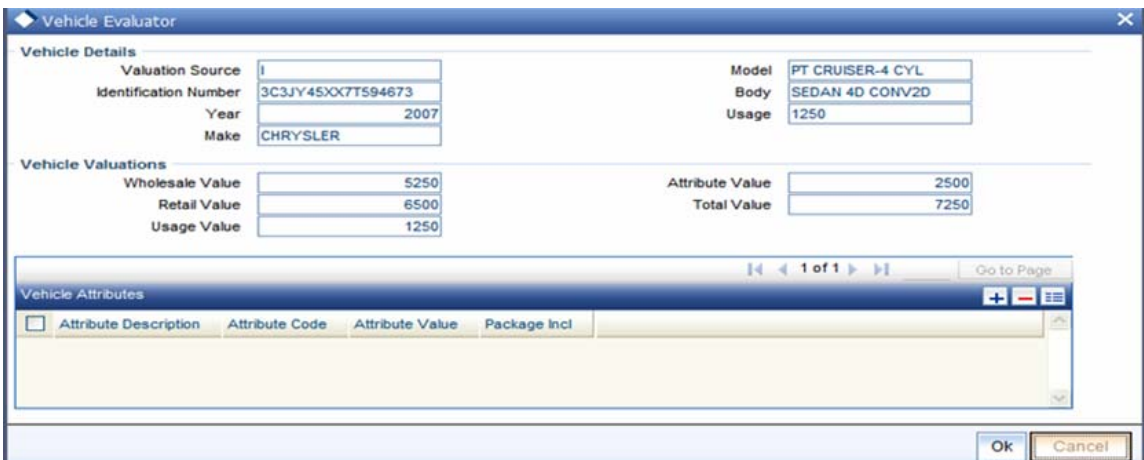 Vehicle Evaluator
Vehicle Details
Valuation Source I
Model PT CRUISER-4 CYL
Identification Number 3C3JY45XX7T594673
Body SEDAN 4D CONV2D
Year 2007
Usage 1250
Make CHRYSLER
Vehicle Valuations
Wholesale Value 5250
Attribute Value 2500
Retail Value 6500
Total Value 7250
Usage Value 1250
1 of 1 Go to Page
Vehicle Attributes
Attribute Description Attribute Code Attribute Value Package Incl
Ok Cancel